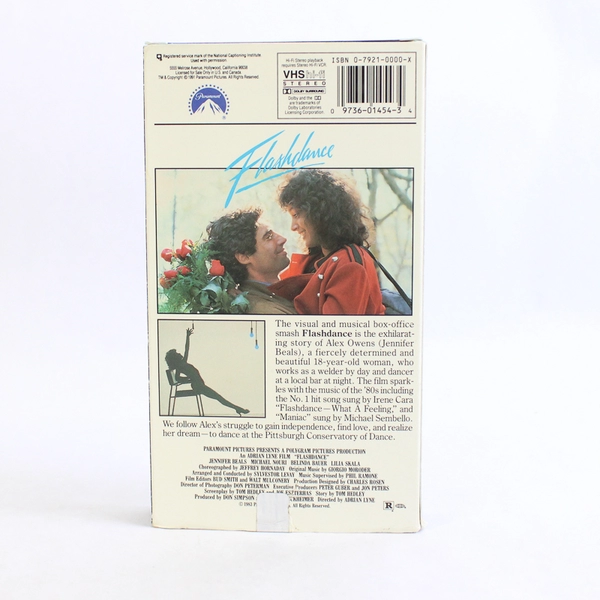 Registered service mark of the National Captioning Institute
Used with permission.
5555 Melrose Avenue, Hollywood, California 90038
Licensed for Sale Only in U.S. and Canada
TM & Copyright © 1991 Paramount Pictures. All Rights Reserved.
Paramount
Hi-Fi Stereo playback
requires Stereo Hi-Fi VCR
VHS
STEREO
DOLBY SURROUND
Dolby and the
are trademarks of
Dolby Laboratories
Licensing Corporation
ISBN 0-7921-0000-X
0 9736-01454-3 4
Flashdance
The visual and musical box-office
smash Flashdance is the exhilarat-
ing story of Alex Owens (Jennifer
Beals), a fiercely determined and
beautiful 18-year-old woman, who
works as a welder by day and dancer
at a local bar at night. The film spark-
les with the music of the '80s including
the No. 1 hit song sung by Irene Cara
"Flashdance—What A Feeling," and
"Maniac" sung by Michael Sembello.
We follow Alex's struggle to gain independence, find love, and realize
her dream—to dance at the Pittsburgh Conservatory of Dance.
PARAMOUNT PICTURES PRESENTS A POLYGRAM PICTURES PRODUCTION
AN ADRIAN LYNE FILM "FLASHDANCE"
JENNIFER BEALS MICHAEL NOURI BELINDA BAUER LILIA SKALA
Choreographed by JEFFREY HORNADAY Original Music by GIORGIO MORODER
Arranged and Conducted by SYLVESTOR LEVAY Music Supervised by PHIL RAMONE
Film Editors BUD SMITH and WALT MULCONERY Production Designed by CHARLES ROSEN
Director of Photography DON PETERMAN Executive Producers PETER GUBER and JON PETERS
Screenplay by TOM HEDLEY and JOE ESZTERHAS Story by TOM HEDLEY
Produced by DON SIMPSON KHEIMER Directed by ADRIAN LYNE
© 1983 R